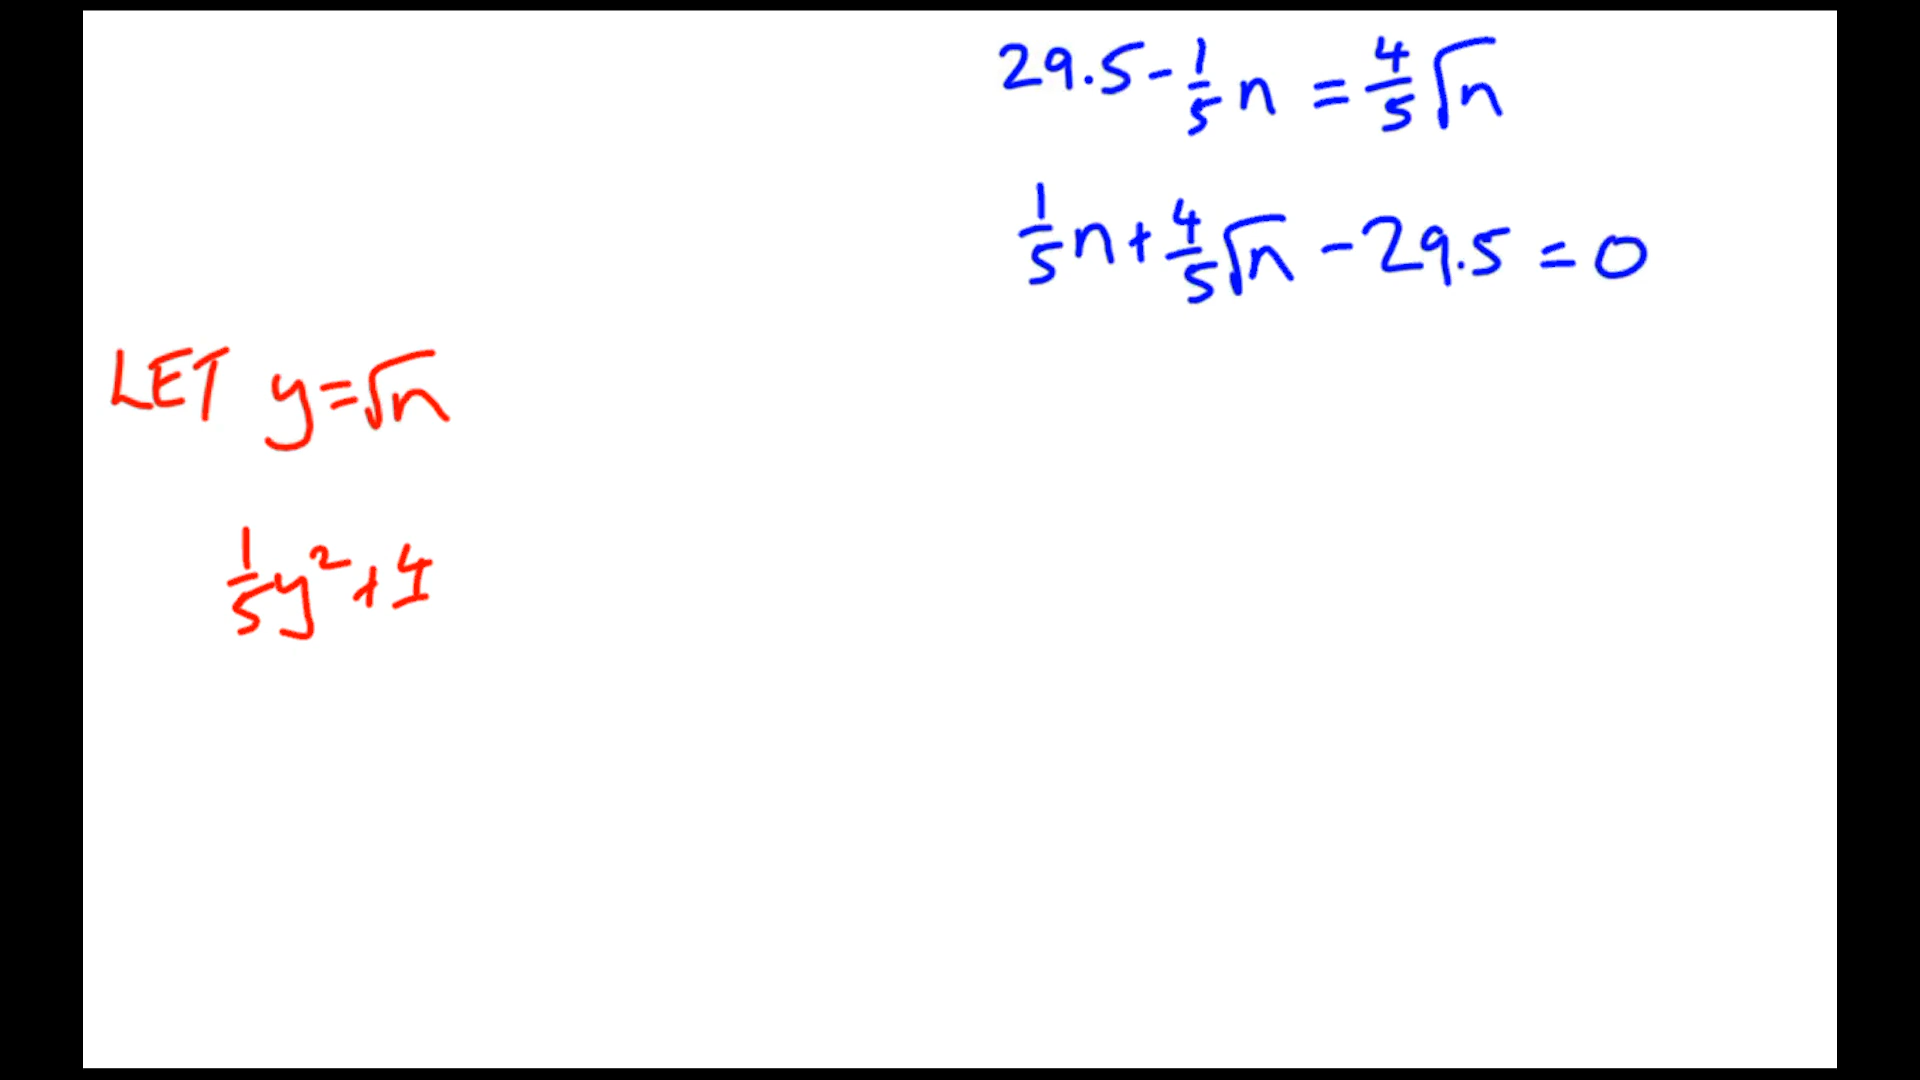 29.5 - 1/5 n = 4/5 √n
1/5 n + 4/5 √n - 29.5 = 0
LET y = √n
1/5 y² + 4